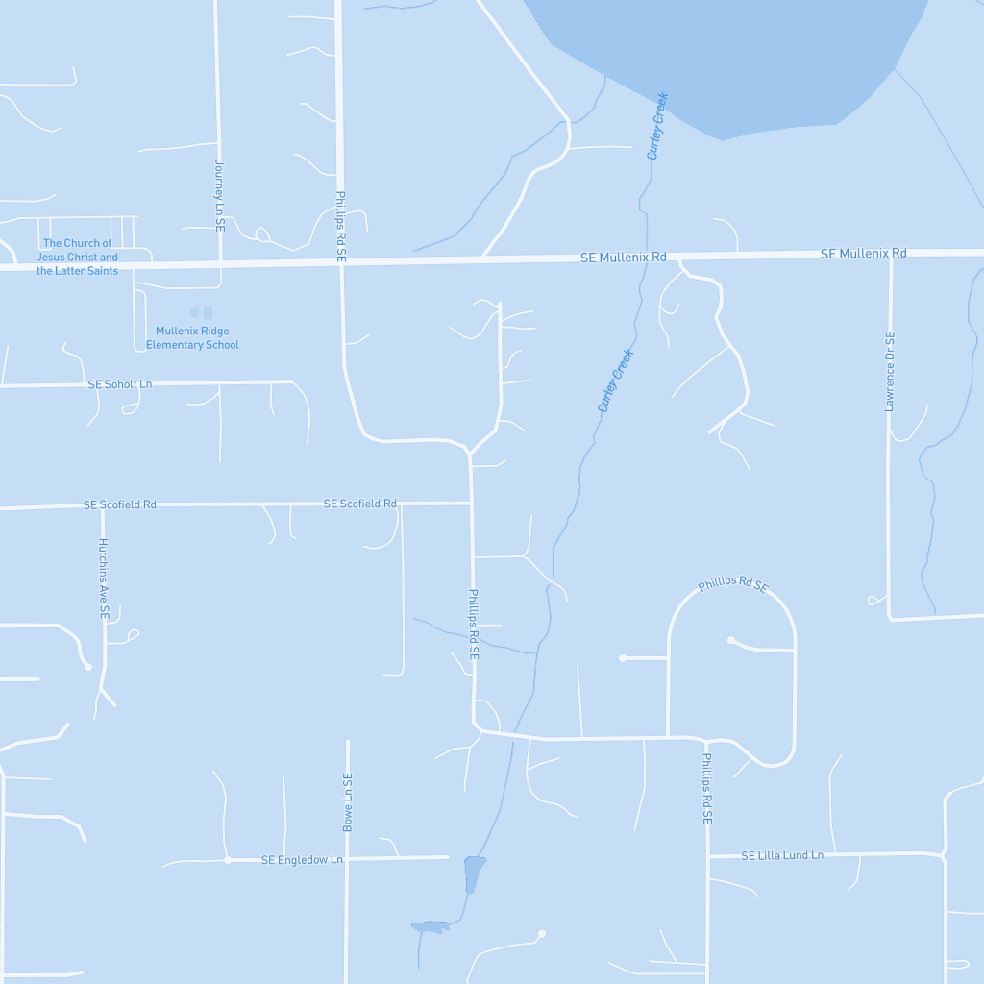 Curley Creek
Journey Ln SE
Phillips Rd SE
The Church of
Jesus Christ and
the Latter Saints
SE Mullenix Rd
SE Mullenix Rd
Mullenix Ridge
Elementary School
Curley Creek
Lawrence Dr SE
SE Soholt Ln
SE Scofield Rd
SE Scofield Rd
Hutchins Ave SE
Phillips Rd SE
Phillips Rd SE
Phillips Rd SE
Bowe Ln SE
SE Engledow Ln
SE Lilla Lund Ln